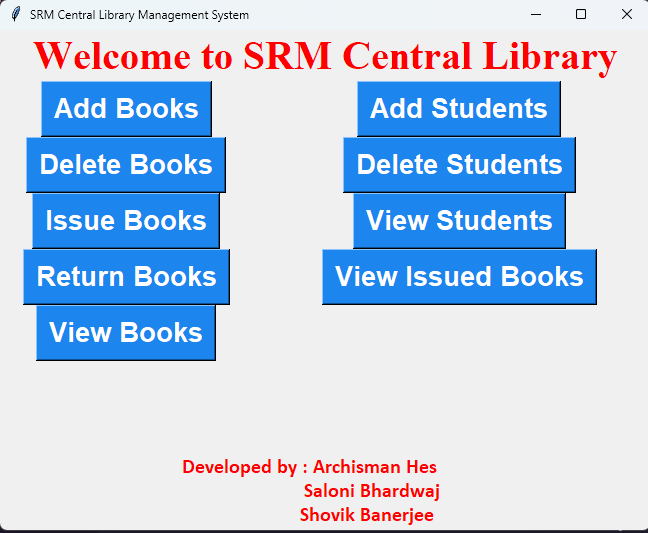 SRM Central Library Management System
Welcome to SRM Central Library
Add Books
Add Students
Delete Books
Delete Students
Issue Books
View Students
Return Books
View Issued Books
View Books
Developed by : Archisman Hes
Saloni Bhardwaj
Shovik Banerjee